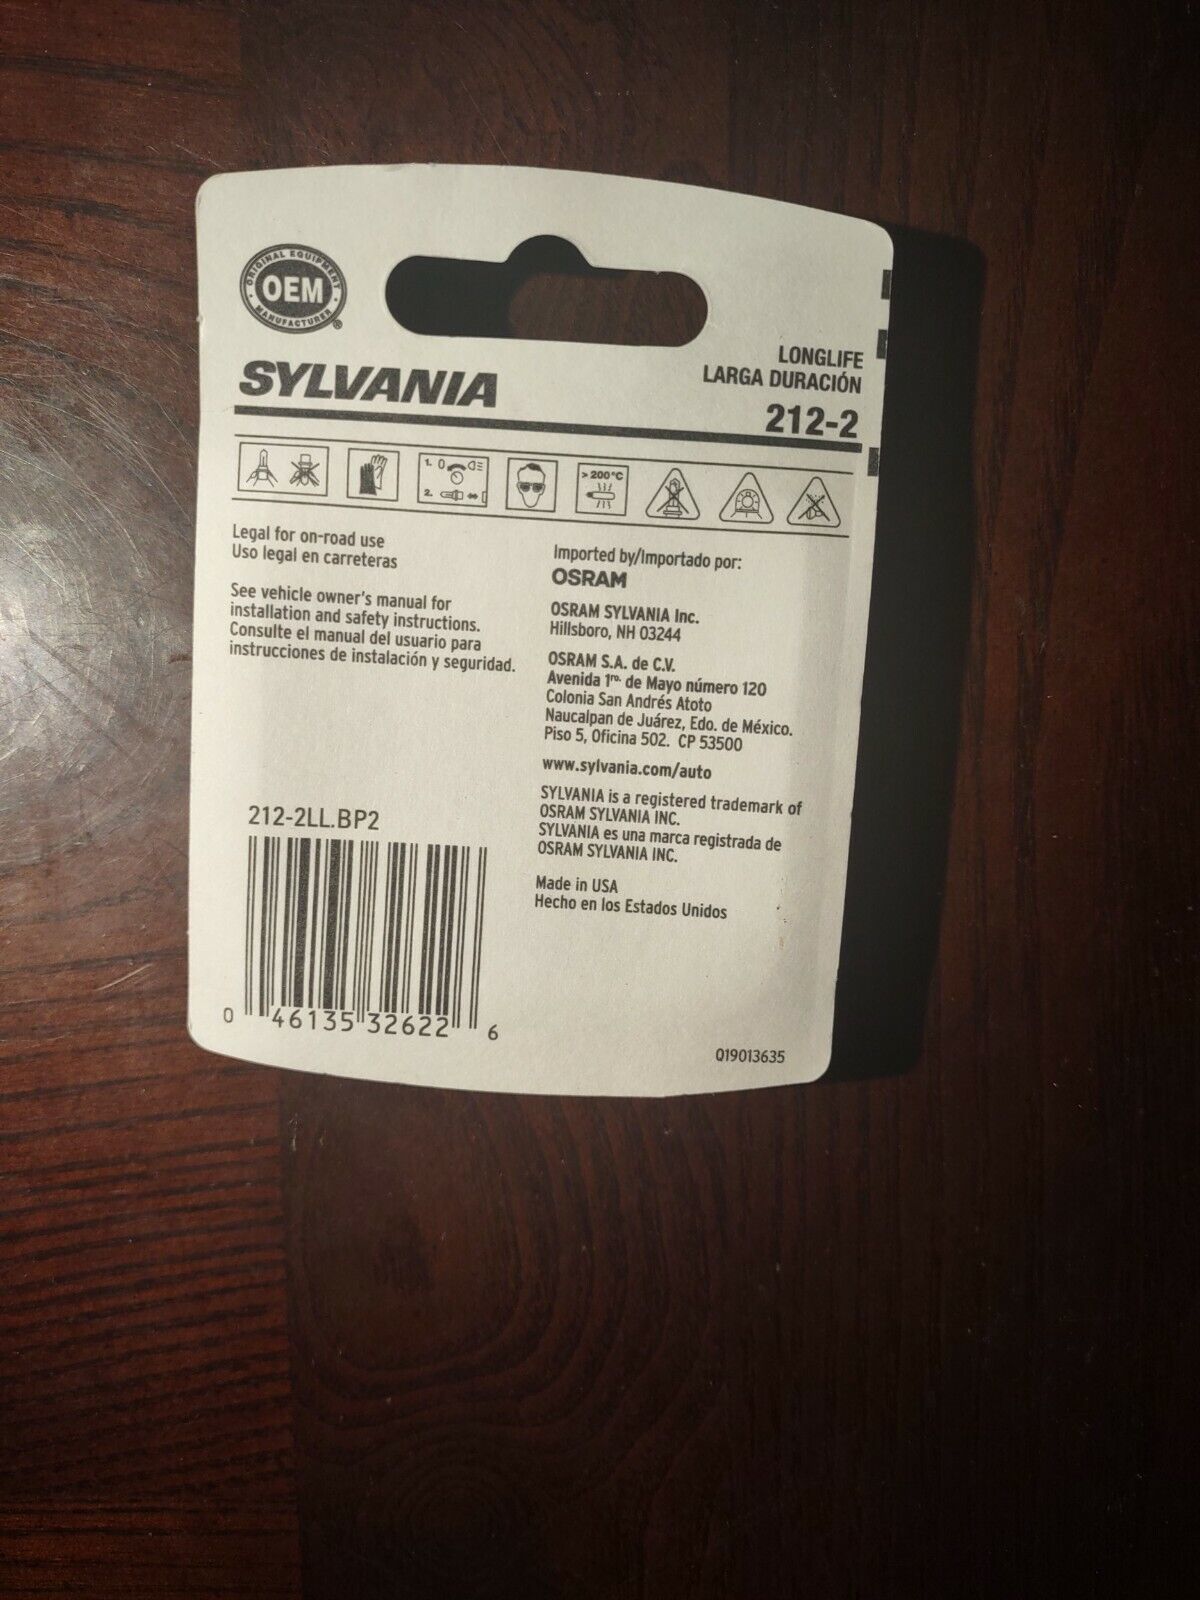 ORIGINAL EQUIPMENT
OEM
MANUFACTURER
®
SYLVANIA
LONGLIFE
LARGA DURACIÓN
212-2
1. 0
2.
>200°C
Legal for on-road use
Uso legal en carreteras
See vehicle owner's manual for
installation and safety instructions.
Consulte el manual del usuario para
instrucciones de instalación y seguridad.
Imported by/Importado por:
OSRAM
OSRAM SYLVANIA Inc.
Hillsboro, NH 03244
OSRAM S.A. de C.V.
Avenida 1ro. de Mayo número 120
Colonia San Andrés Atoto
Naucalpan de Juárez, Edo. de México.
Piso 5, Oficina 502. CP 53500
www.sylvania.com/auto
SYLVANIA is a registered trademark of
OSRAM SYLVANIA INC.
SYLVANIA es una marca registrada de
OSRAM SYLVANIA INC.
Made in USA
Hecho en los Estados Unidos
212-2LL.BP2
0 46135 32622 6
Q19013635